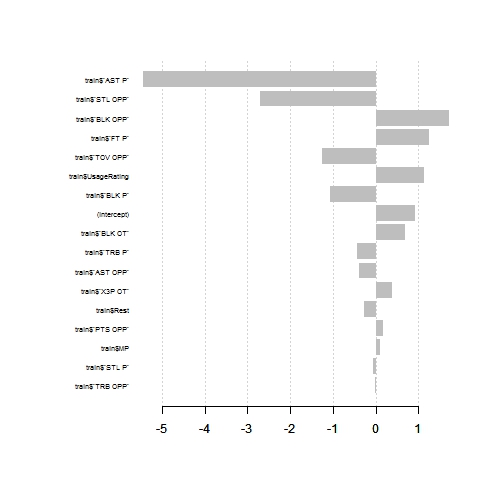 train$`AST P`
train$`STL OPP`
train$`BLK OPP`
train$`FT P`
train$`TOV OPP`
train$UsageRating
train$`BLK P`
(Intercept)
train$`BLK OT`
train$`TRB P`
train$`AST OPP`
train$`X3P OT`
train$Rest
train$`PTS OPP`
train$MP
train$`STL P`
train$`TRB OPP`
-5 -4 -3 -2 -1 0 1